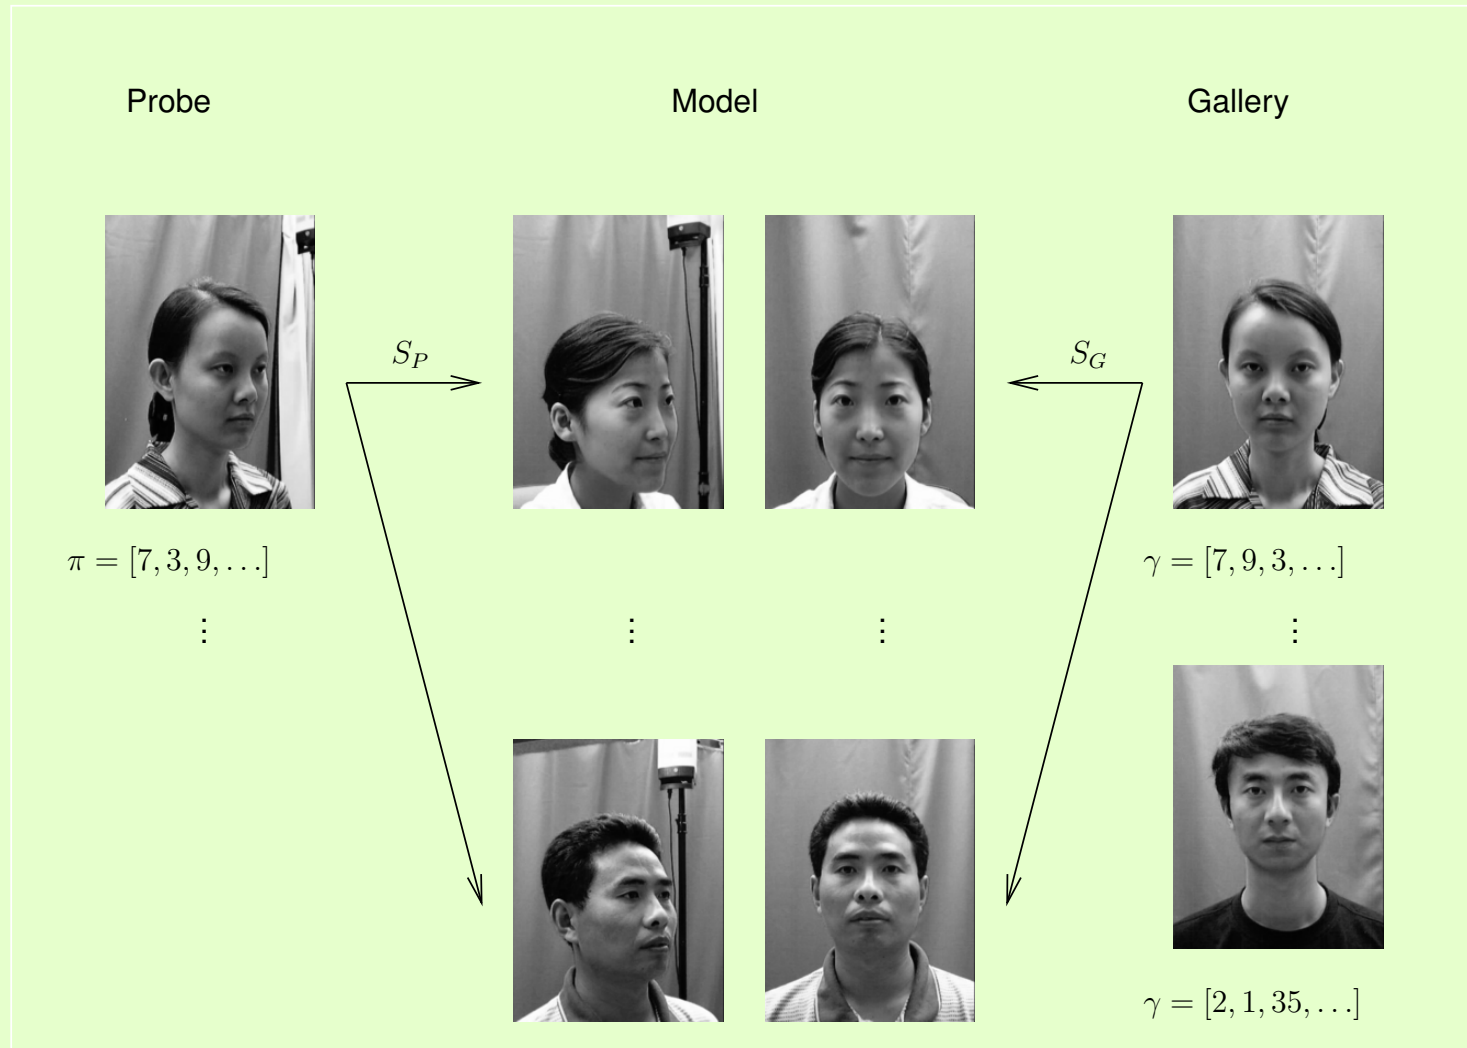 Probe Model Gallery
S_P S_G
π = [7, 3, 9, . . .] γ = [7, 9, 3, . . .]
⋮ ⋮ ⋮ ⋮
γ = [2, 1, 35, . . .]